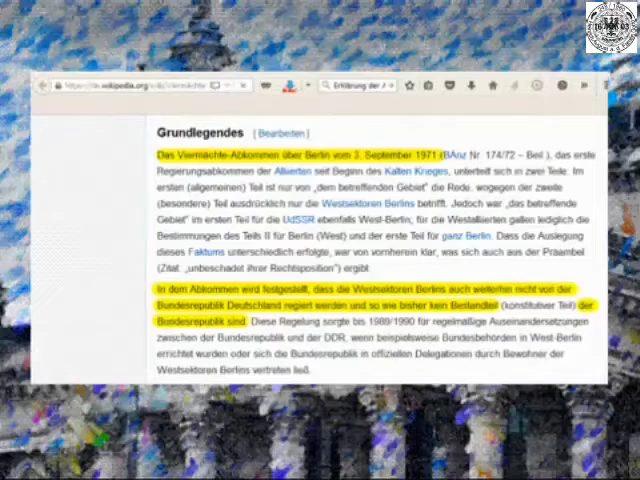 Erklärung der A
Grundlegendes [ Bearbeiten ]
Das Viermächte-Abkommen über Berlin vom 3. September 1971 (BAnz Nr. 174/72 – Beil ), das erste
Regierungsabkommen der Alliierten seit Beginn des Kalten Krieges, unterteilt sich in zwei Teile: Im
ersten (allgemeinen) Teil ist nur von „dem betreffenden Gebiet“ die Rede, wogegen der zweite
(besondere) Teil ausdrücklich nur die Westsektoren Berlins betrifft. Jedoch war „das betreffende
Gebiet“ im ersten Teil für die UdSSR ebenfalls West-Berlin; für die Westalliierten galten lediglich die
Bestimmungen des Teils II für Berlin (West) und der erste Teil für ganz Berlin. Dass die Auslegung
dieses Faktums unterschiedlich erfolgte, war von vornherein klar, was sich auch aus der Präambel
(Zitat: „unbeschadet ihrer Rechtsposition“) ergibt
In dem Abkommen wird festgestellt, dass die Westsektoren Berlins auch weiterhin nicht von der
Bundesrepublik Deutschland regiert werden und so wie bisher kein Bestandteil (konstitutiver Teil) der
Bundesrepublik sind. Diese Regelung sorgte bis 1989/1990 für regelmäßige Auseinandersetzungen
zwischen der Bundesrepublik und der DDR, wenn beispielsweise Bundesbehörden in West-Berlin
errichtet wurden oder sich die Bundesrepublik in offiziellen Delegationen durch Bewohner der
Westsektoren Berlins vertreten ließ.